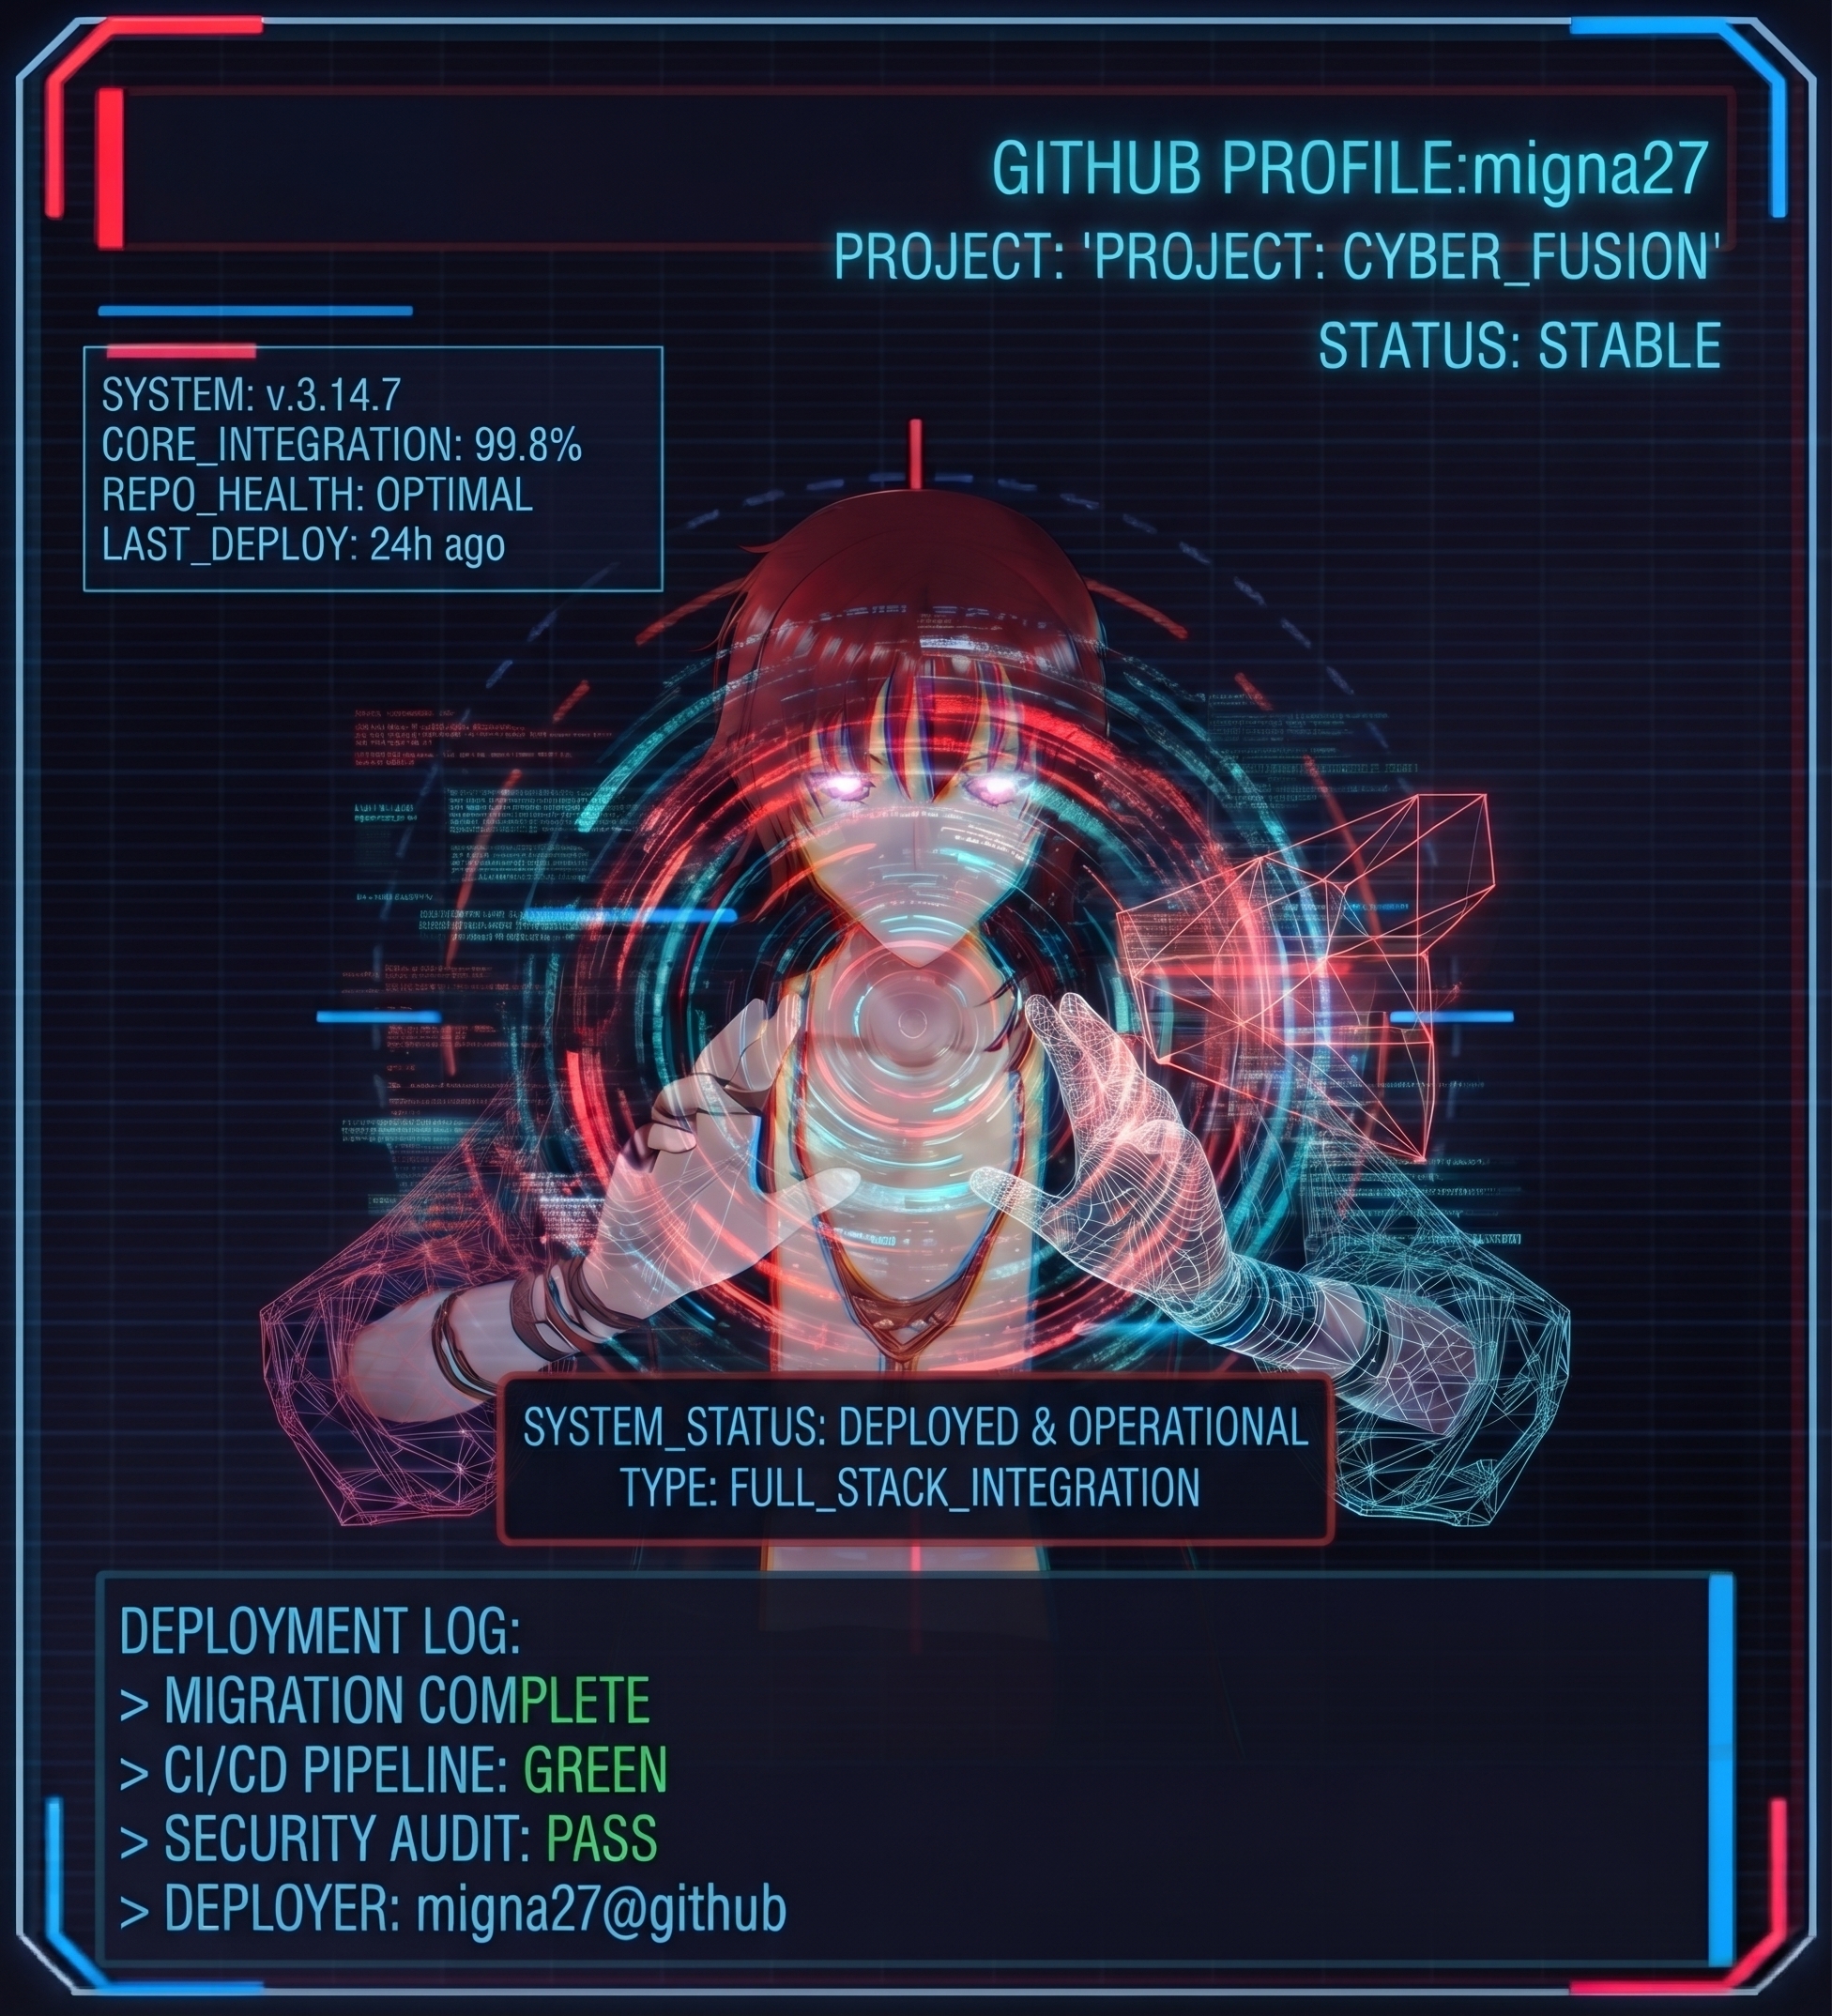 GITHUB PROFILE:migna27
PROJECT: 'PROJECT: CYBER_FUSION'
STATUS: STABLE
SYSTEM: v.3.14.7
CORE_INTEGRATION: 99.8%
REPO_HEALTH: OPTIMAL
LAST_DEPLOY: 24h ago
SYSTEM_STATUS: DEPLOYED & OPERATIONAL
TYPE: FULL_STACK_INTEGRATION
DEPLOYMENT LOG:
> MIGRATION COMPLETE
> CI/CD PIPELINE: GREEN
> SECURITY AUDIT: PASS
> DEPLOYER: migna27@github